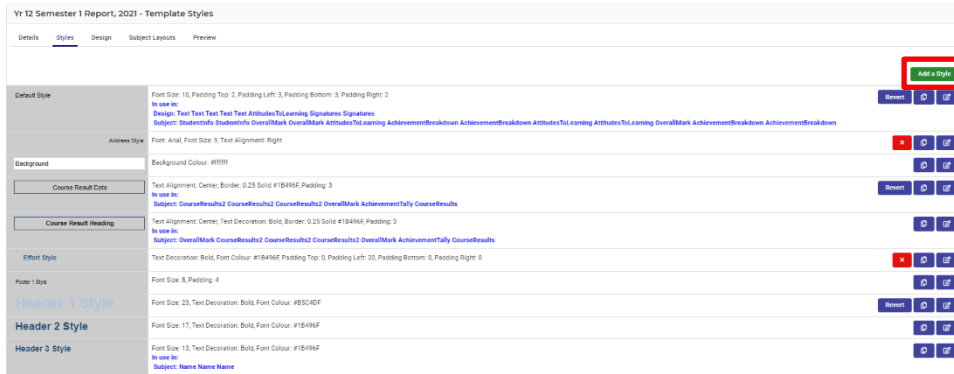 Yr 12 Semester 1 Report, 2021 - Template Styles
Details Styles Design Subject Layouts Preview
Add a Style
Default Style
Font Size: 10, Padding Top: 2, Padding Left: 3, Padding Bottom: 3, Padding Right: 2
In use in:
Design: Text Text Text Text Text AttitudesToLearning Signatures Signatures
Subject: StudentInfo StudentInfo OverallMark OverallMark AttitudesToLearning AchievementBreakdown AchievementBreakdown AttitudesToLearning AttitudesToLearning OverallMark AchievementBreakdown AchievementBreakdown
Revert
Address Style
Font: Arial, Font Size: 9, Text Alignment: Right
Background
Background Colour: #ffffff
Course Result Data
Text Alignment: Center, Border: 0.25 Solid #1B496F, Padding: 3
In use in:
Subject: CourseResults2 CourseResults2 CourseResults2 OverallMark AchievementTally CourseResults
Revert
Course Result Heading
Text Alignment: Center, Text Decoration: Bold, Border: 0.25 Solid #1B496F, Padding: 3
In use in:
Subject: OverallMark CourseResults2 CourseResults2 CourseResults2 OverallMark AchievementTally CourseResults
Effort Style
Text Decoration: Bold, Font Colour: #1B496F, Padding Top: 0, Padding Left: 20, Padding Bottom: 0, Padding Right: 0
Footer 1 Style
Font Size: 8, Padding: 4
Header 1 Style
Font Size: 23, Text Decoration: Bold, Font Colour: #B5C4DF
Revert
Header 2 Style
Font Size: 17, Text Decoration: Bold, Font Colour: #1B496F
Header 3 Style
Font Size: 13, Text Decoration: Bold, Font Colour: #1B496F
In use in:
Subject: Name Name Name